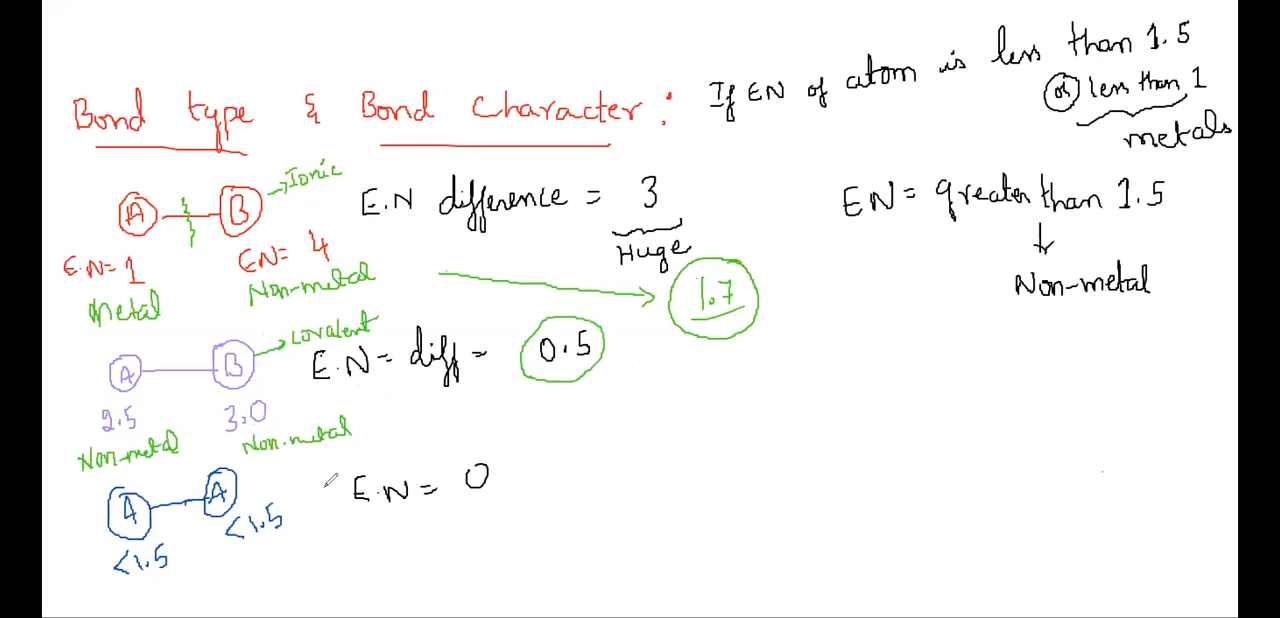 Bond type & Bond Character :
If EN of atom is less than 1.5
or less than 1
metals
A B → Ionic
E.N difference = 3
Huge
EN = greater than 1.5
Non-metal
E.N = 1
EN = 4
Metal
Non-metal
1.7
A B → Covalent
E.N = diff = 0.5
2.5
3.0
Non-metal
Non-metal
A A
E.N = 0
<1.5
<1.5